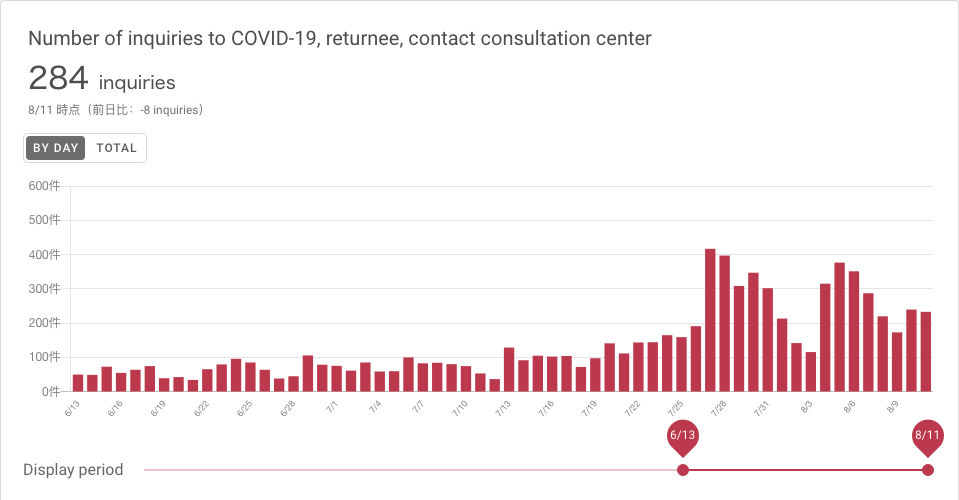 Number of inquiries to COVID-19, returnee, contact consultation center
284 inquiries
8/11 時点（前日比：-8 inquiries）
BY DAY TOTAL
600件
500件
400件
300件
200件
100件
0件
6/13 6/16 6/19 6/22 6/25 6/28 7/1 7/4 7/7 7/10 7/13 7/16 7/19 7/22 7/25 7/28 7/31 8/3 8/6 8/9
6/13 8/11
Display period